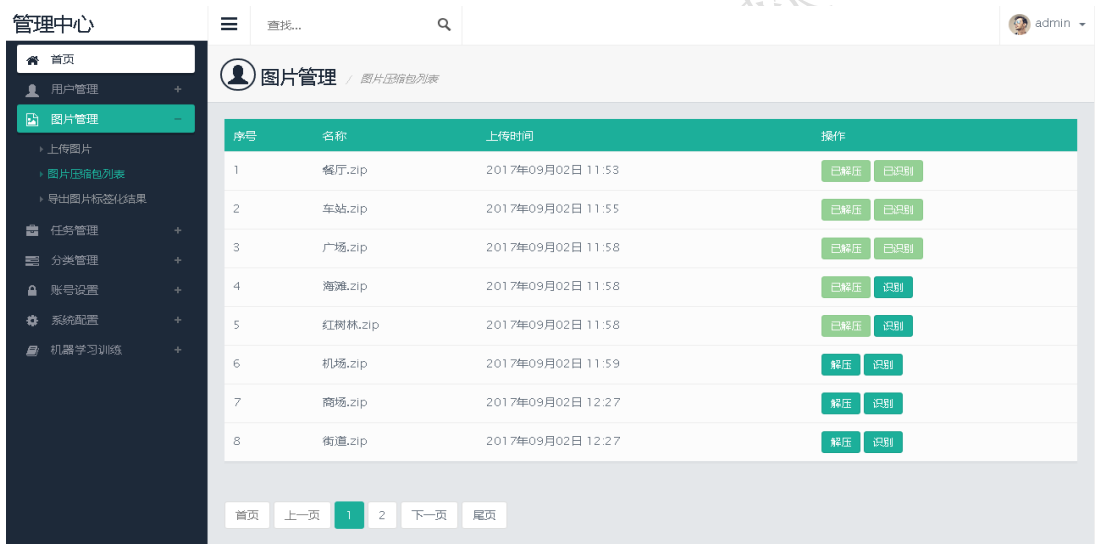 管理中心
查找...
admin
首页
用户管理 +
图片管理 −
上传图片
图片压缩包列表
导出图片标签化结果
任务管理 +
分类管理 +
账号设置 +
系统配置 +
机器学习训练 +
图片管理 / 图片压缩包列表
序号 名称 上传时间 操作
1 餐厅.zip 2017年09月02日 11:53 已解压 已识别
2 车站.zip 2017年09月02日 11:55 已解压 已识别
3 广场.zip 2017年09月02日 11:58 已解压 已识别
4 海滩.zip 2017年09月02日 11:58 已解压 识别
5 红树林.zip 2017年09月02日 11:58 已解压 识别
6 机场.zip 2017年09月02日 11:59 解压 识别
7 商场.zip 2017年09月02日 12:27 解压 识别
8 街道.zip 2017年09月02日 12:27 解压 识别
首页 上一页 1 2 下一页 尾页